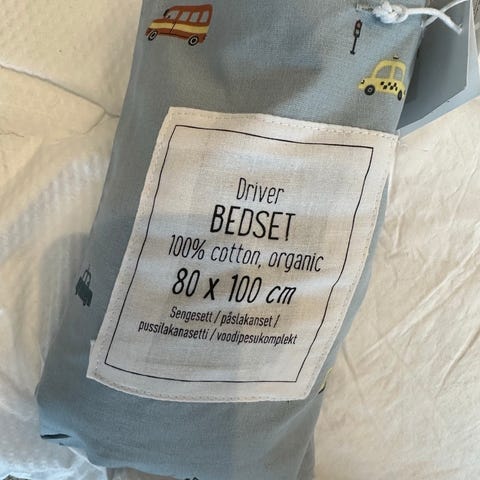 Driver
BEDSET
100% cotton, organic
80 x 100 cm
Sengesett / påslakanset /
pussilakanasetti / voodipesukomplekt